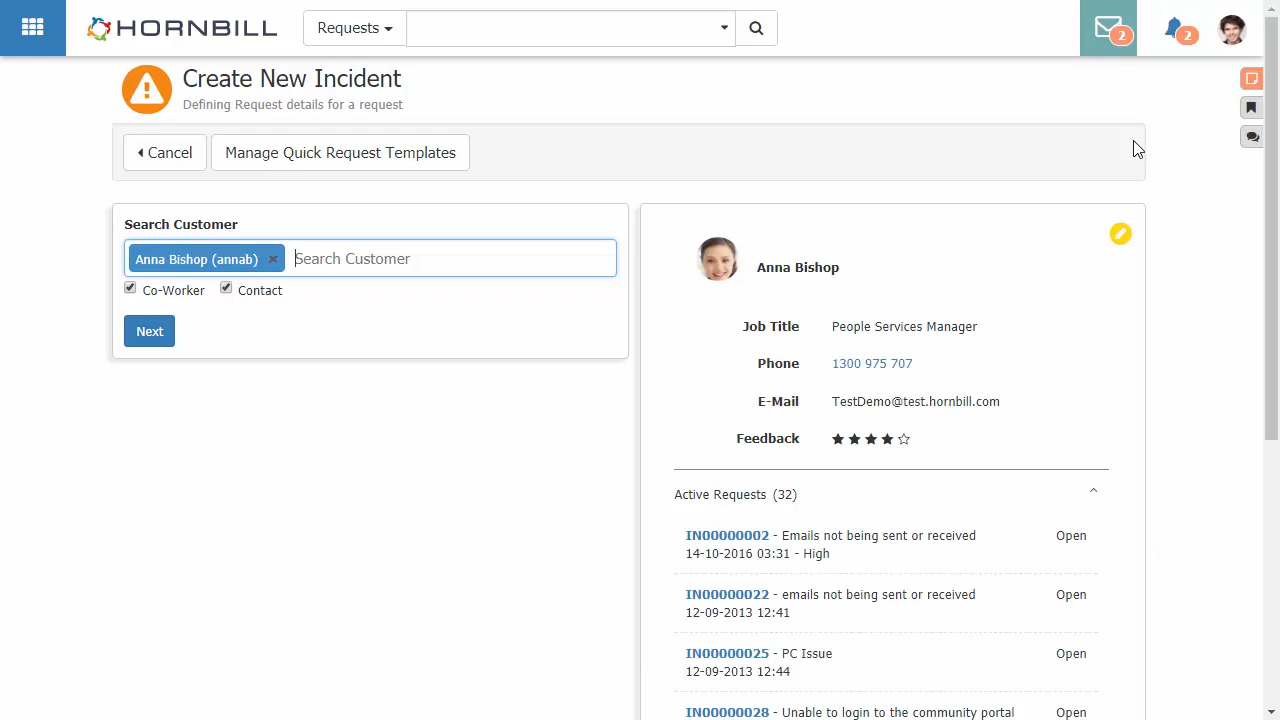 HORNBILL
Requests
2
2
Create New Incident
Defining Request details for a request
Cancel
Manage Quick Request Templates
Search Customer
Anna Bishop (annab) ×
Search Customer
Co-Worker
Contact
Next
Anna Bishop
Job Title People Services Manager
Phone 1300 975 707
E-Mail TestDemo@test.hornbill.com
Feedback ★★★★☆
Active Requests (32)
IN00000002 - Emails not being sent or received Open
14-10-2016 03:31 - High
IN00000022 - emails not being sent or received Open
12-09-2013 12:41
IN00000025 - PC Issue Open
12-09-2013 12:44
IN00000028 - Unable to login to the community portal Open